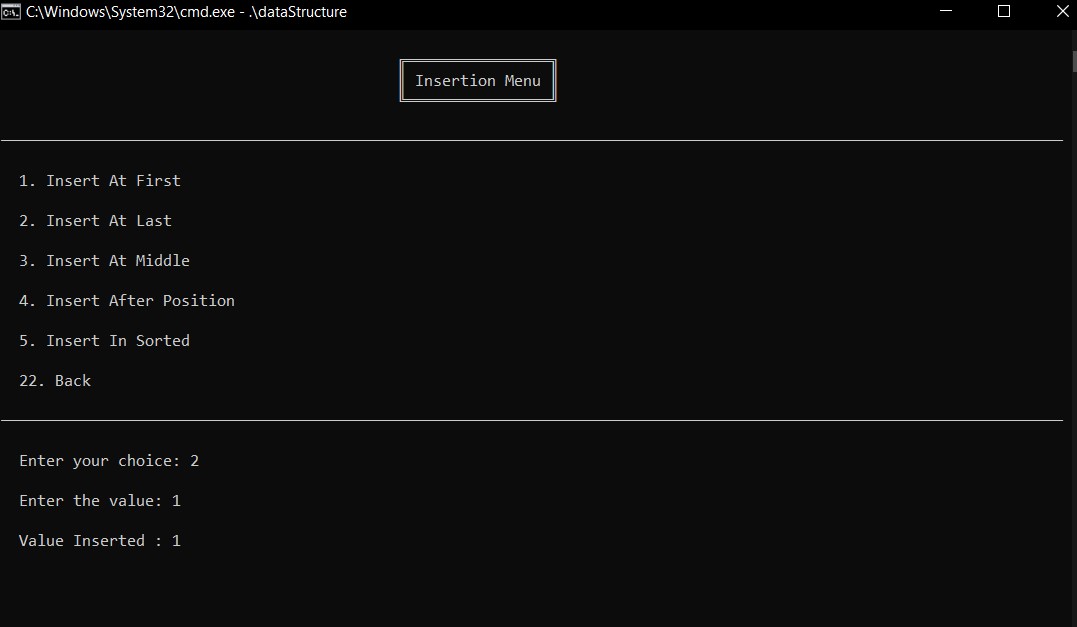 C:\Windows\System32\cmd.exe - .\dataStructure
Insertion Menu
1. Insert At First
2. Insert At Last
3. Insert At Middle
4. Insert After Position
5. Insert In Sorted
22. Back
Enter your choice: 2
Enter the value: 1
Value Inserted : 1